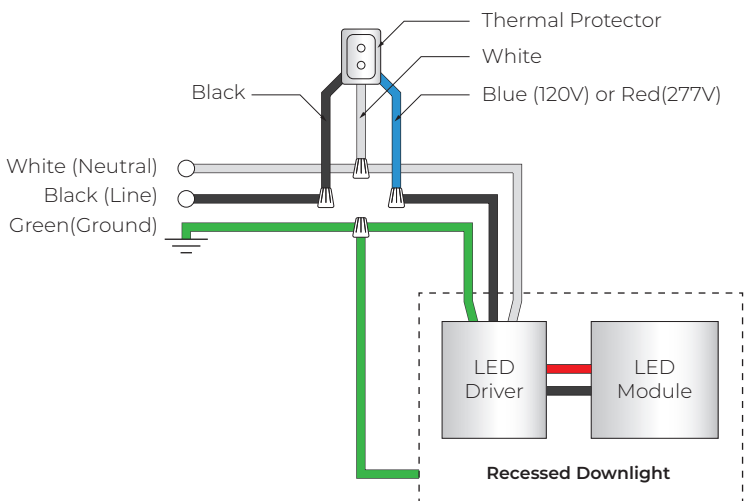 Thermal Protector
White
Black
Blue (120V) or Red(277V)
White (Neutral)
Black (Line)
Green(Ground)
LED
Driver
LED
Module
Recessed Downlight